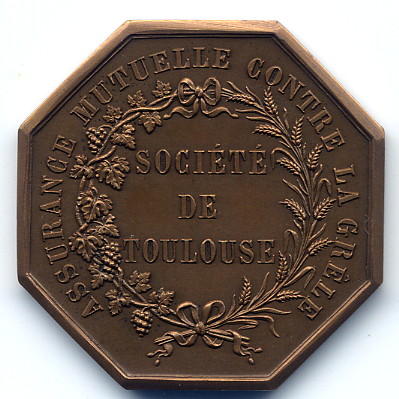 ASSURANCE MUTUELLE CONTRE LA GRÊLE
SOCIÉTÉ
DE
TOULOUSE